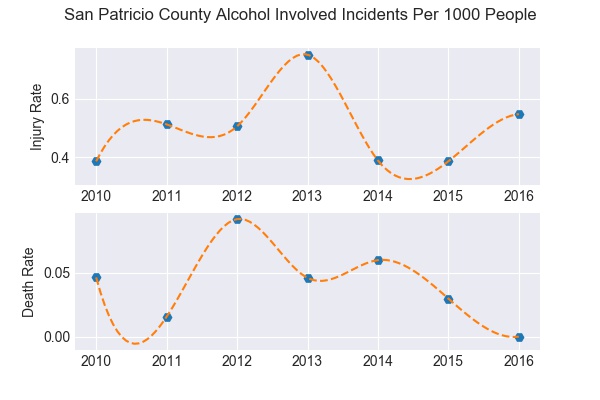 San Patricio County Alcohol Involved Incidents Per 1000 People
Injury Rate
0.6
0.4
2010 2011 2012 2013 2014 2015 2016
Death Rate
0.05
0.00
2010 2011 2012 2013 2014 2015 2016